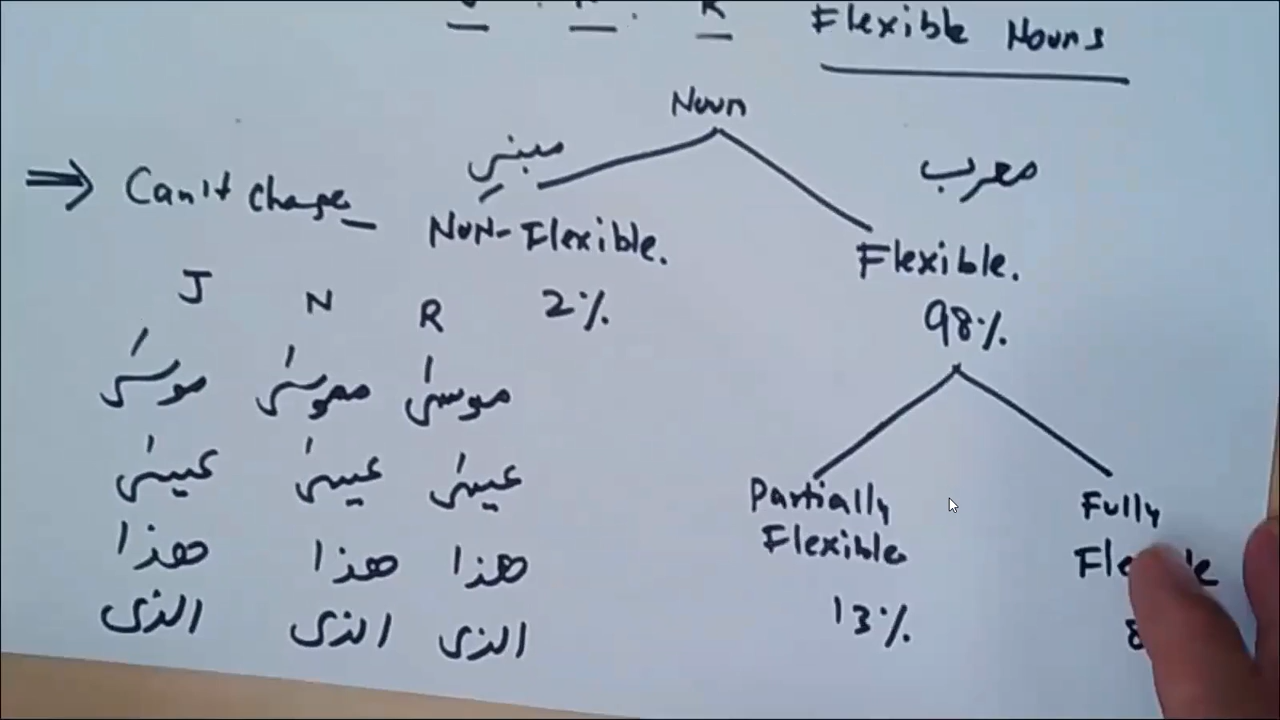 R Flexible Nouns
Noun
مبني معرب
⇒ Can't change
Non-Flexible. Flexible.
J N R 2% 98%
موسىٰ موسىٰ موسىٰ
عيسىٰ عيسىٰ عيسىٰ
Partially Fully
Flexible
هذا هذا هذا
13%
الذى الذى الذى